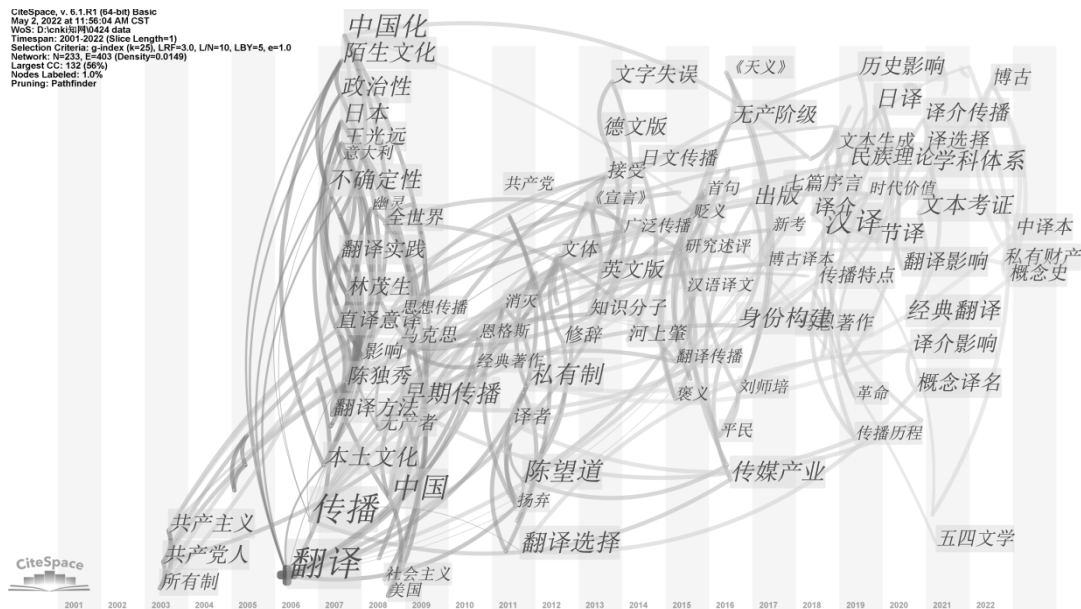 CiteSpace, v. 6.1.R1 (64-bit) Basic
May 2, 2022 at 11:56:04 AM CST
WoS: D:\cnki知网\0424 data
Timespan: 2001-2022 (Slice Length=1)
Selection Criteria: g-index (k=25), LRF=3.0, L/N=10, LBY=5, e=1.0
Network: N=233, E=403 (Density=0.0149)
Largest CC: 132 (56%)
Nodes Labeled: 1.0%
Pruning: Pathfinder
中国化
陌生文化
政治性
日本
王光远
意大利
不确定性
幽灵
全世界
翻译实践
林茂生
思想传播
直译意译
马克思
影响
陈独秀
早期传播
翻译方法
无产者
本土文化
中国
传播
翻译
社会主义
美国
共产主义
共产党人
所有制
共产党
消灭
恩格斯
经典著作
文体
修辞
私有制
译者
陈望道
扬弃
翻译选择
文字失误
德文版
日文传播
接受
《宣言》
广泛传播
英文版
知识分子
河上肇
《天义》
无产阶级
首句
贬义
研究述评
汉语译文
翻译传播
褒义
平民
传媒产业
出版
新考
博古译本
身份构建
刘师培
历史影响
日译
文本生成
民族理论
七篇序言
译介
时代价值
汉译
节译
传播特点
著作
革命
传播历程
博古
译介传播
译选择
学科体系
文本考证
翻译影响
经典翻译
译介影响
概念译名
中译本
私有财产
概念史
五四文学
CiteSpace
2001 2002 2003 2004 2005 2006 2007 2008 2009 2010 2011 2012 2013 2014 2015 2016 2017 2018 2019 2020 2021 2022